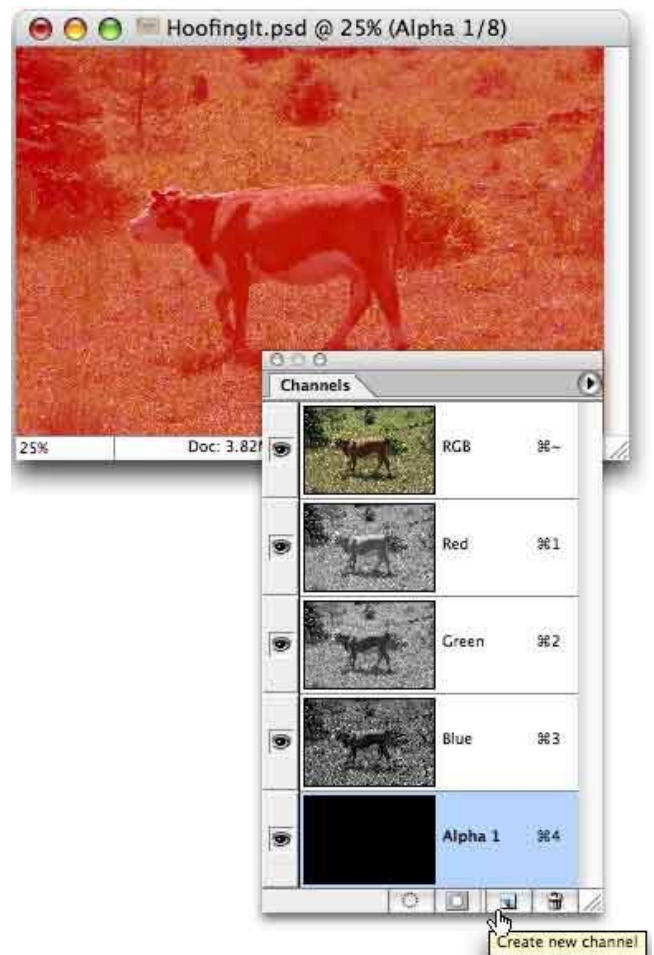 HoofingIt.psd @ 25% (Alpha 1/8)
25%
Doc: 3.82
Channels
RGB ⌘~
Red ⌘1
Green ⌘2
Blue ⌘3
Alpha 1 ⌘4
Create new channel